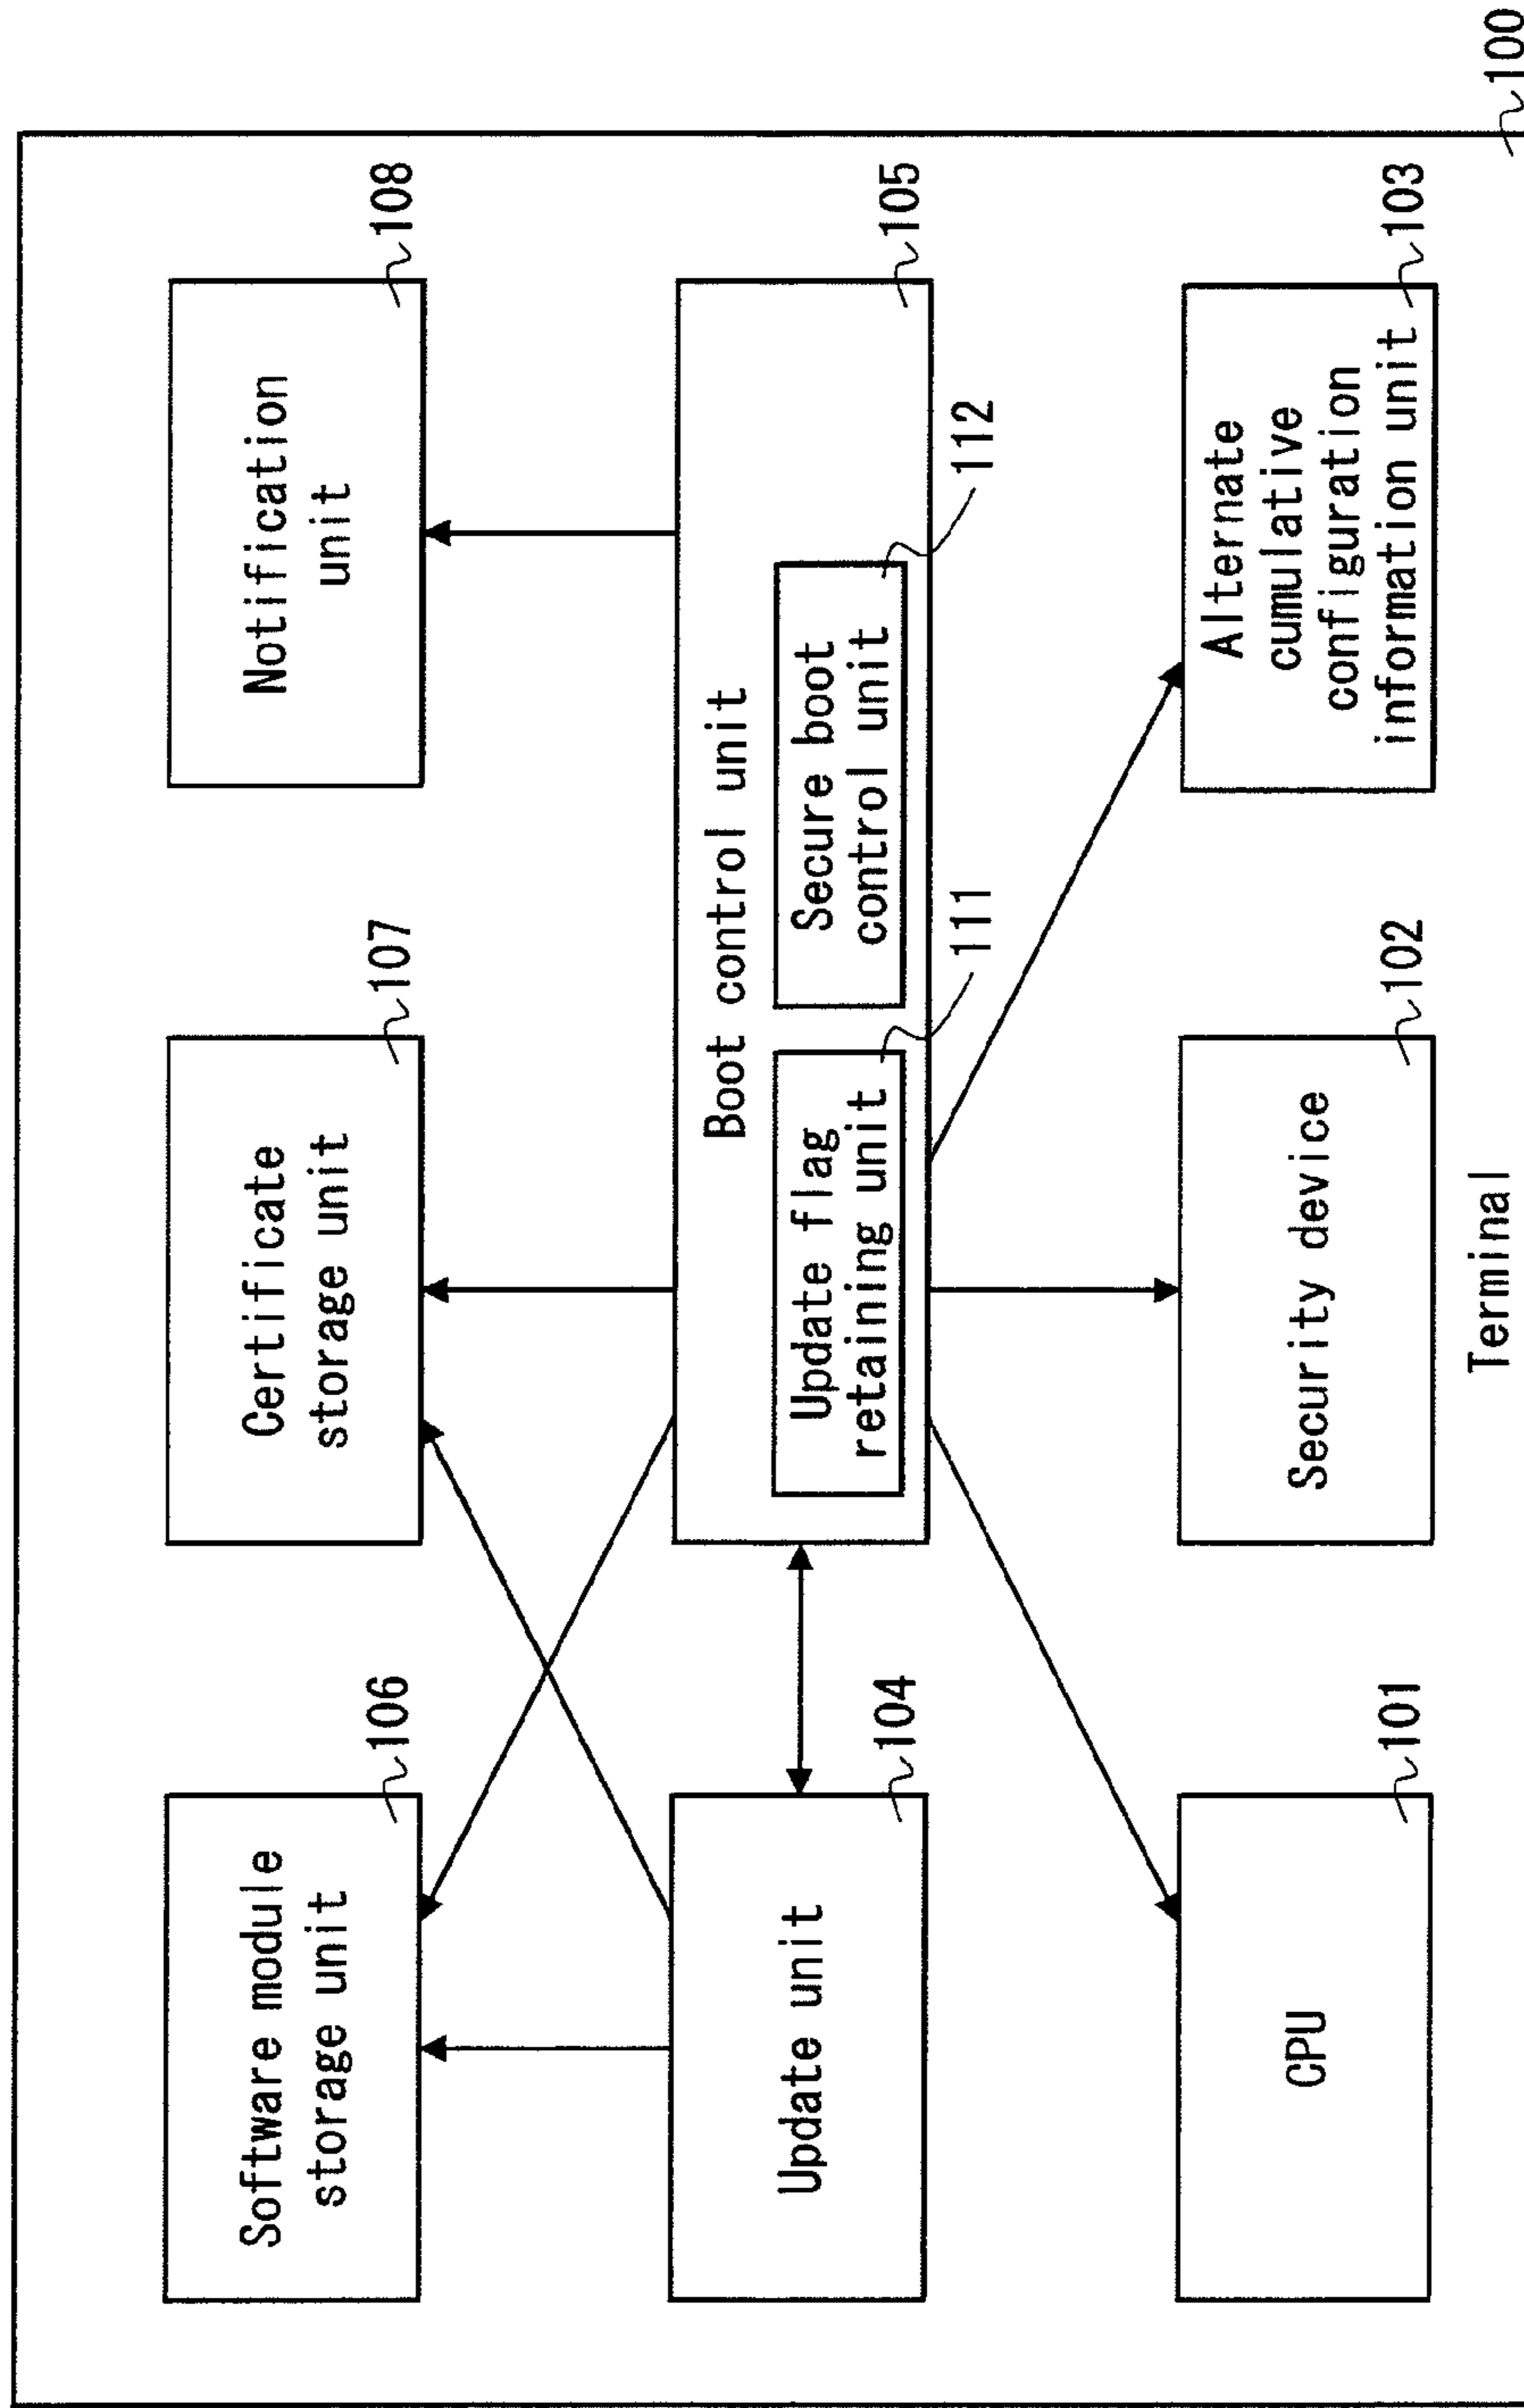 Software module
storage unit
106
Certificate
storage unit
107
Notification
unit
108
Update unit
104
Boot control unit
Update flag
retaining unit
111
Secure boot
control unit
112
105
CPU
101
Security device
102
Alternate
cumulative
configuration
information unit
103
Terminal
100